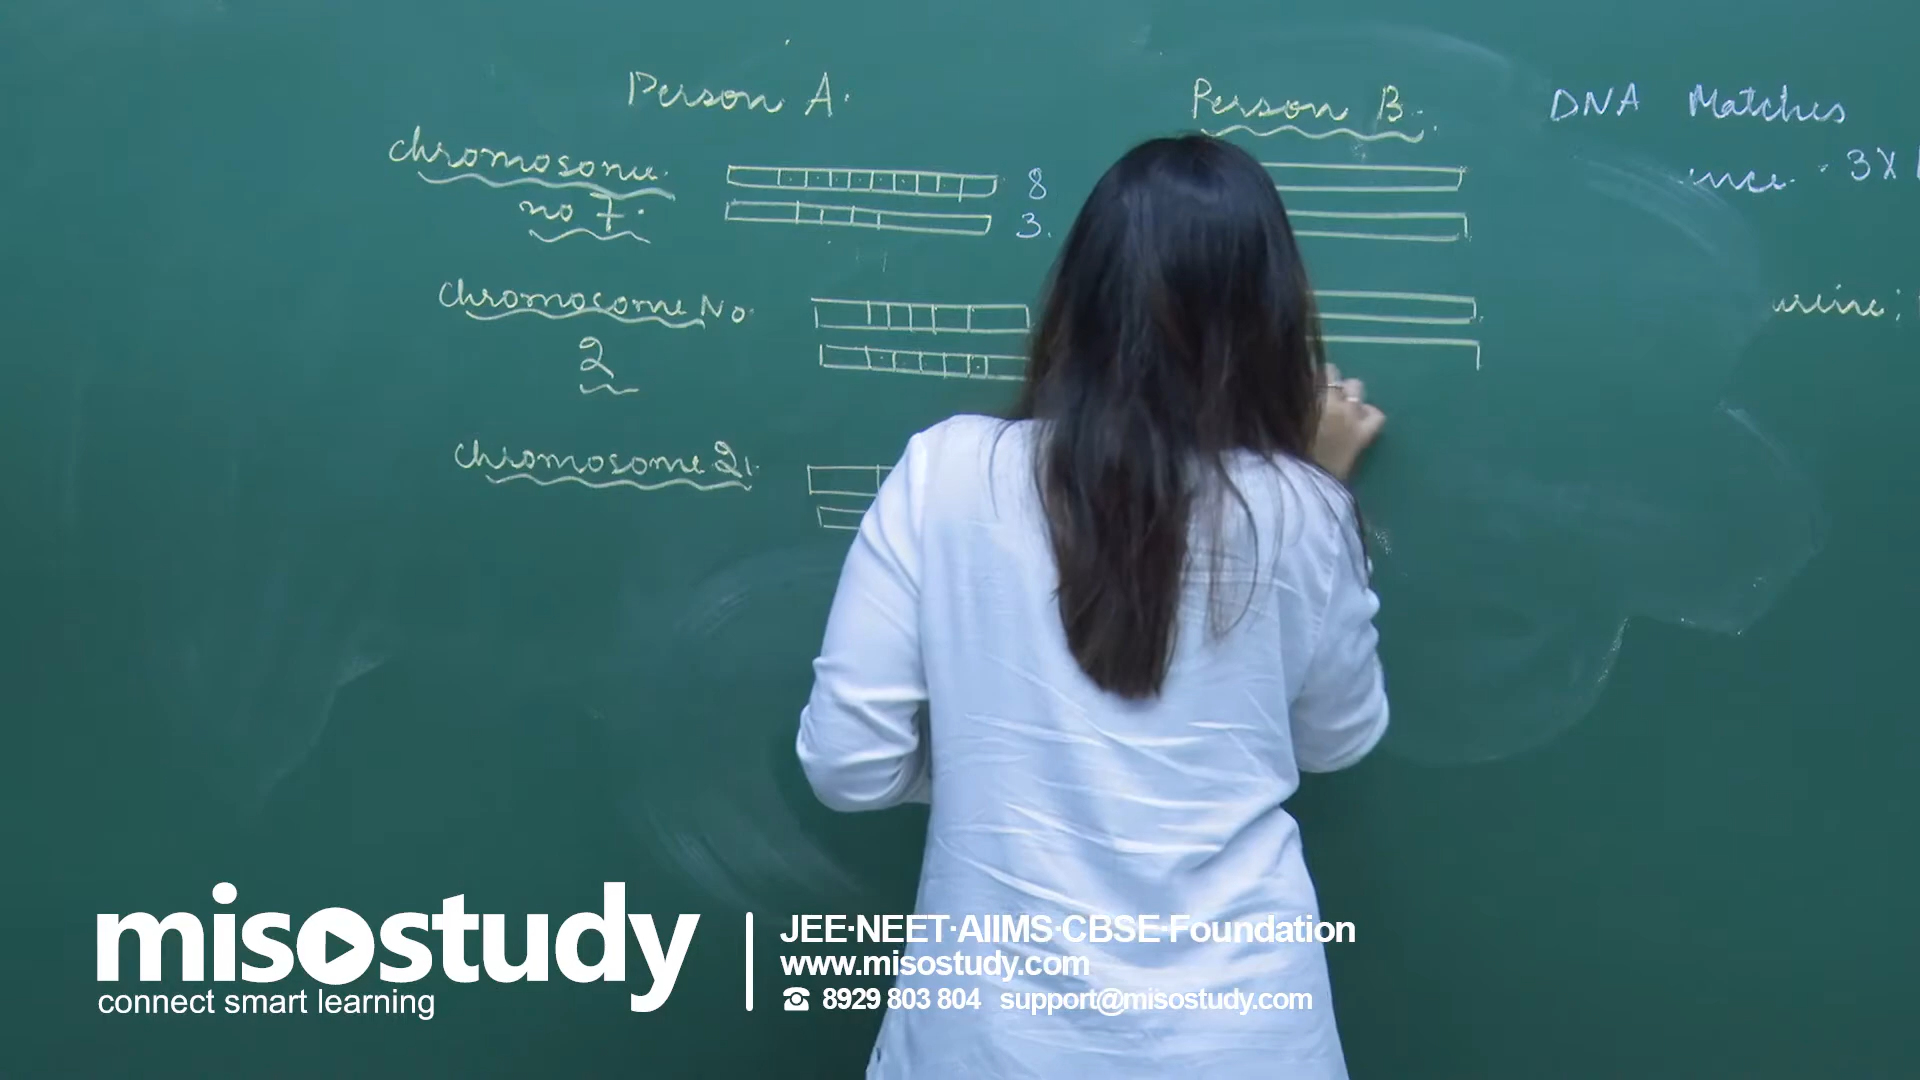 Person A.
Person B.
DNA Matches
chromosome
no 7.
8
3.
3X
chromosome No.
2
chromosome 21.
misostudy
connect smart learning
JEE·NEET·AIIMS·CBSE·Foundation
www.misostudy.com
8929 803 804 support@misostudy.com